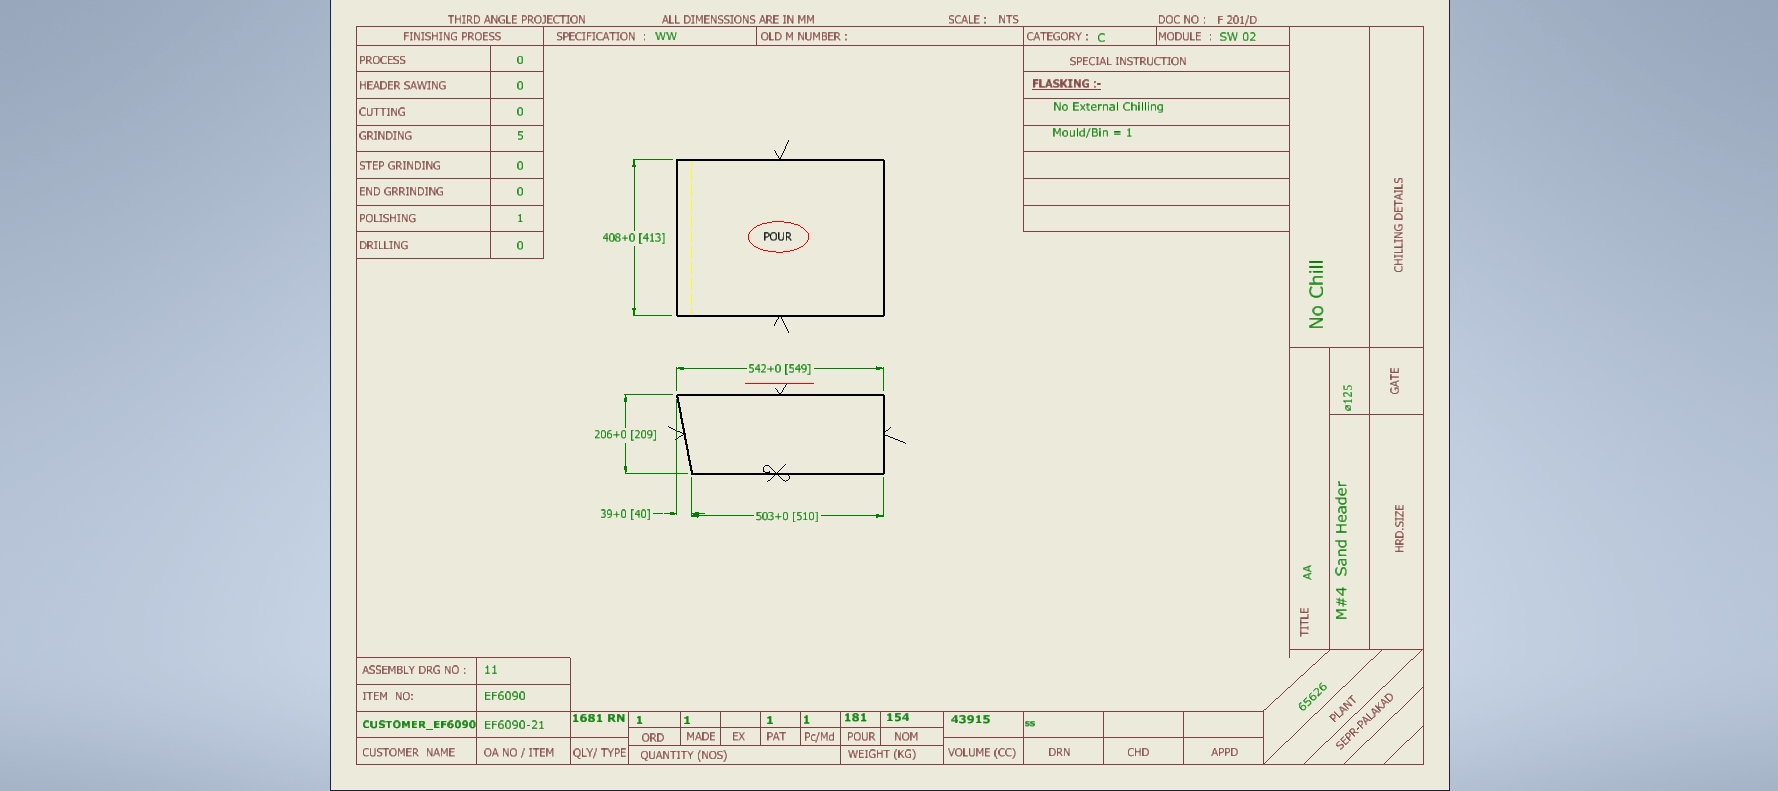 THIRD ANGLE PROJECTION ALL DIMENSSIONS ARE IN MM SCALE : NTS DOC NO : F 201/D
FINISHING PROESS SPECIFICATION : WW OLD M NUMBER : CATEGORY : C MODULE : SW 02
PROCESS 0
HEADER SAWING 0
CUTTING 0
GRINDING 5
STEP GRINDING 0
END GRRINDING 0
POLISHING 1
DRILLING 0
SPECIAL INSTRUCTION
FLASKING :-
No External Chilling
Mould/Bin = 1
408+0 [413]
POUR
542+0 [549]
206+0 [209]
39+0 [40]
503+0 [510]
No Chill
CHILLING DETAILS
ø125
GATE
TITLE AA
M#4 Sand Header
HRD.SIZE
65626
PLANT
SEPR-PALAKAD
ASSEMBLY DRG NO : 11
ITEM NO: EF6090
CUSTOMER_EF6090 EF6090-21 1681 RN 1 1 1 1 181 154 43915 ss
ORD MADE EX PAT Pc/Md POUR NOM
CUSTOMER NAME OA NO / ITEM QLY/ TYPE QUANTITY (NOS) WEIGHT (KG) VOLUME (CC) DRN CHD APPD